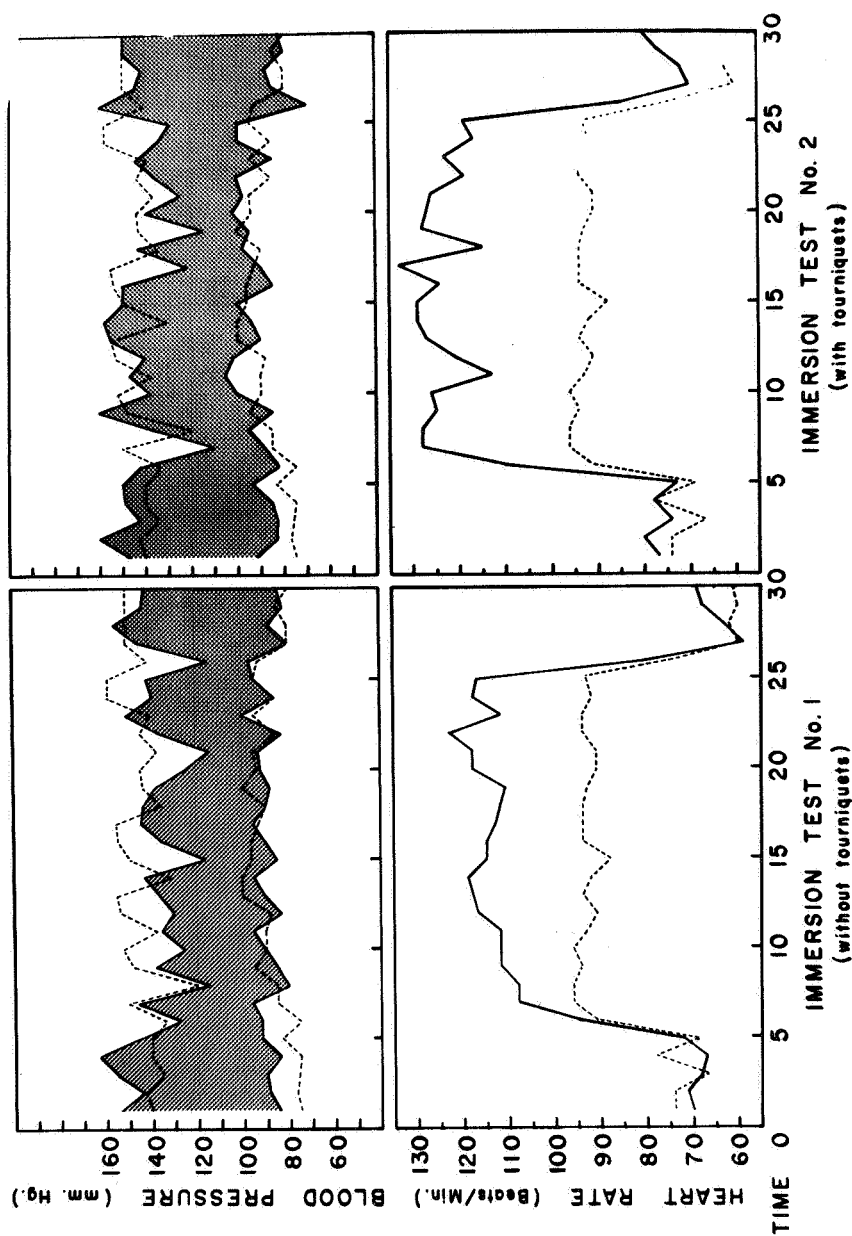 BLOOD PRESSURE (mm. Hg.)
160
140
120
100
80
60
HEART RATE (Beats/Min.)
130
120
110
100
90
80
70
60
TIME 0 5 10 15 20 25 30 0 5 10 15 20 25 30
IMMERSION TEST No. 1
(without tourniquets)
IMMERSION TEST No. 2
(with tourniquets)